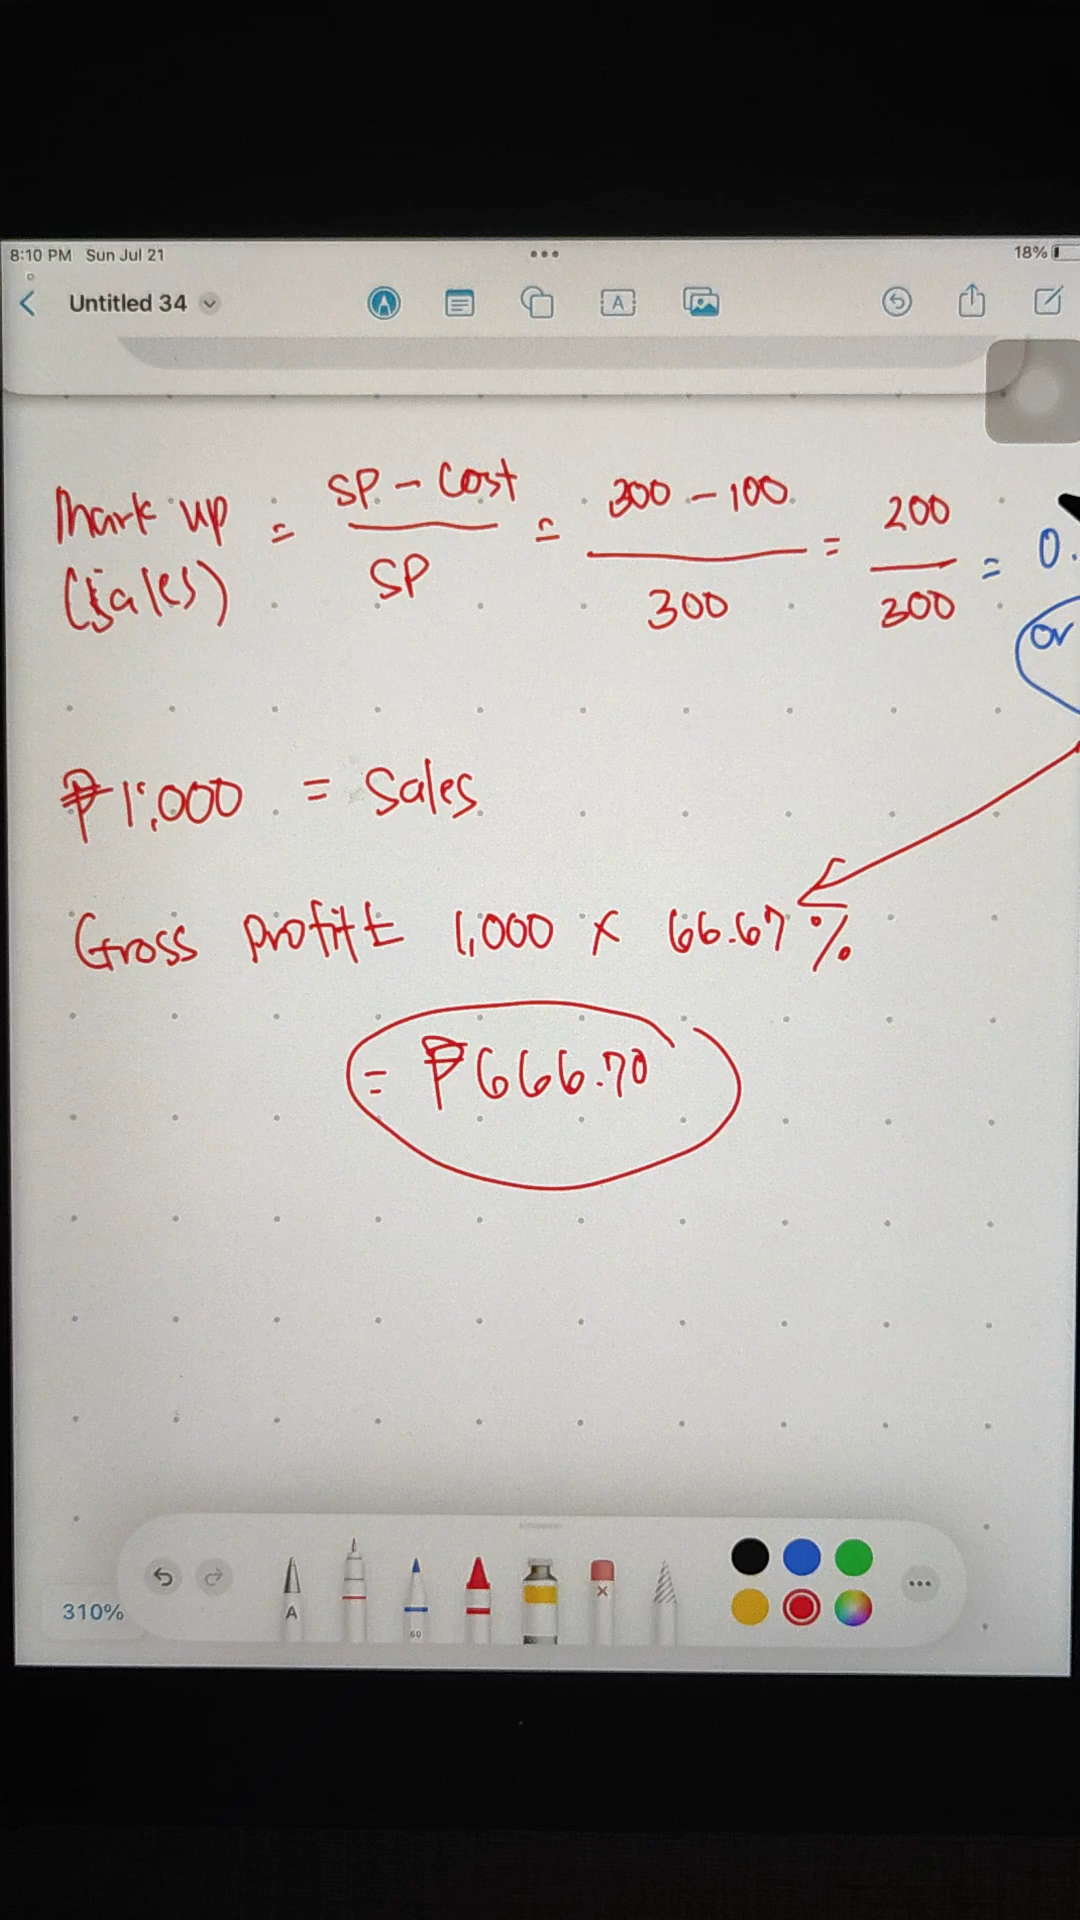 8:10 PM Sun Jul 21
18%
Untitled 34
A
Mark up (sales) = SP - Cost / SP = 300 - 100 / 300 = 200 / 300 = 0.
or
₱1,000 = Sales
Gross profit 1,000 x 66.67%
= ₱666.70
A
50
x
310%